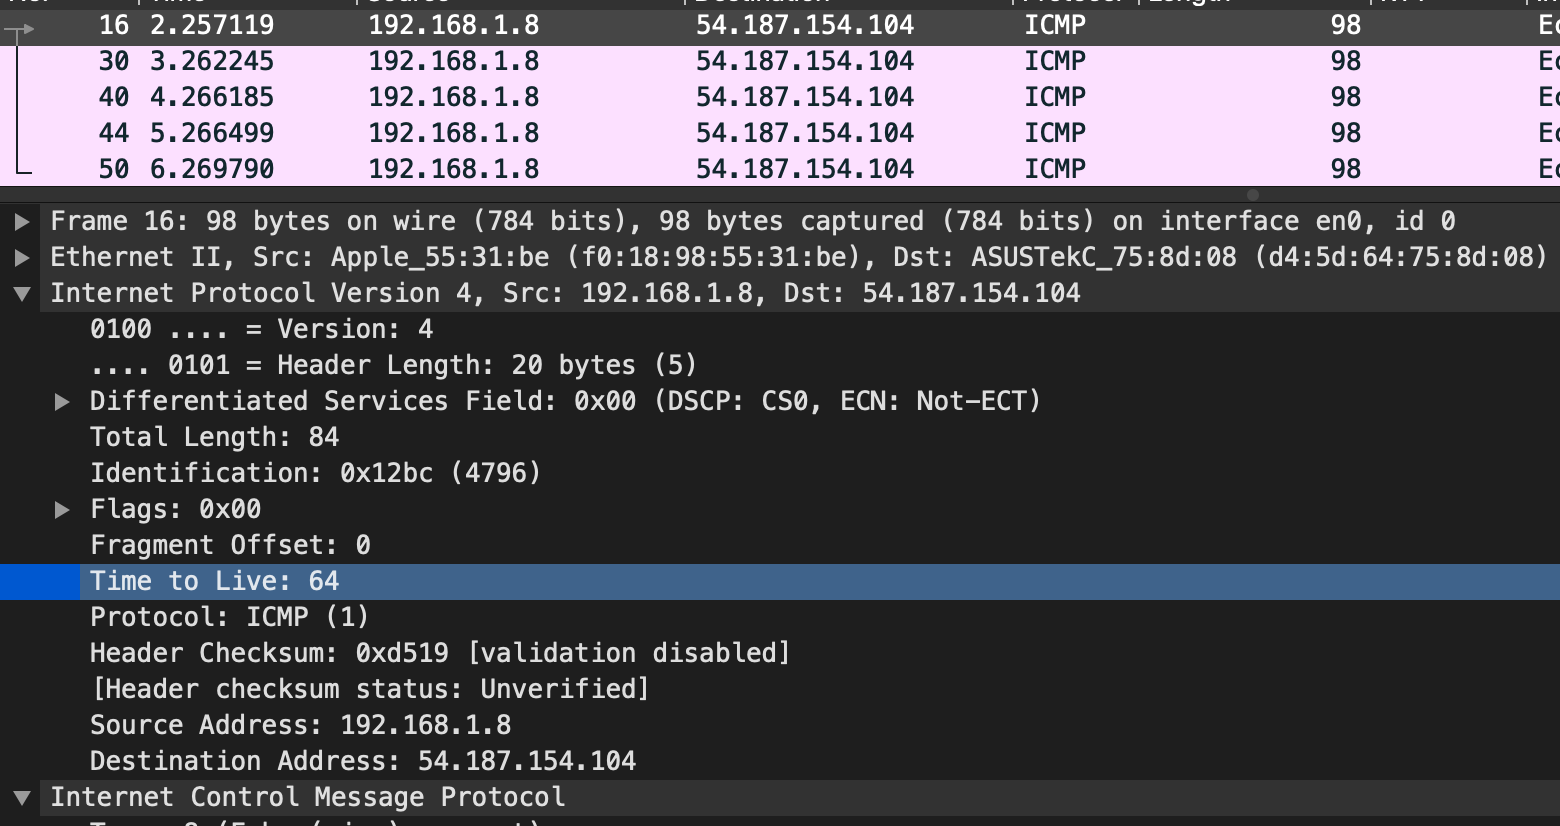 16 2.257119 192.168.1.8 54.187.154.104 ICMP 98
30 3.262245 192.168.1.8 54.187.154.104 ICMP 98
40 4.266185 192.168.1.8 54.187.154.104 ICMP 98
44 5.266499 192.168.1.8 54.187.154.104 ICMP 98
50 6.269790 192.168.1.8 54.187.154.104 ICMP 98
Frame 16: 98 bytes on wire (784 bits), 98 bytes captured (784 bits) on interface en0, id 0
Ethernet II, Src: Apple_55:31:be (f0:18:98:55:31:be), Dst: ASUSTekC_75:8d:08 (d4:5d:64:75:8d:08)
Internet Protocol Version 4, Src: 192.168.1.8, Dst: 54.187.154.104
0100 .... = Version: 4
.... 0101 = Header Length: 20 bytes (5)
Differentiated Services Field: 0x00 (DSCP: CS0, ECN: Not-ECT)
Total Length: 84
Identification: 0x12bc (4796)
Flags: 0x00
Fragment Offset: 0
Time to Live: 64
Protocol: ICMP (1)
Header Checksum: 0xd519 [validation disabled]
[Header checksum status: Unverified]
Source Address: 192.168.1.8
Destination Address: 54.187.154.104
Internet Control Message Protocol